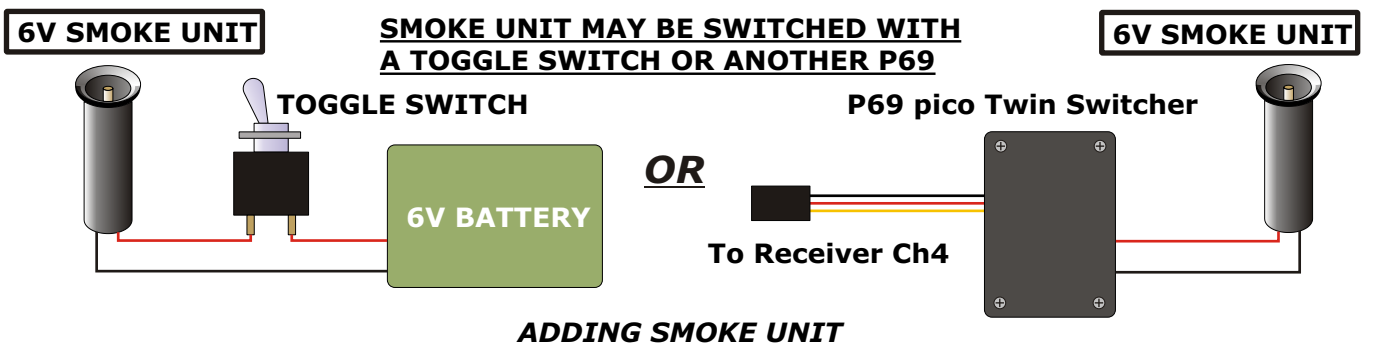 6V SMOKE UNIT
SMOKE UNIT MAY BE SWITCHED WITH
A TOGGLE SWITCH OR ANOTHER P69
6V SMOKE UNIT
TOGGLE SWITCH
P69 pico Twin Switcher
OR
6V BATTERY
To Receiver Ch4
ADDING SMOKE UNIT